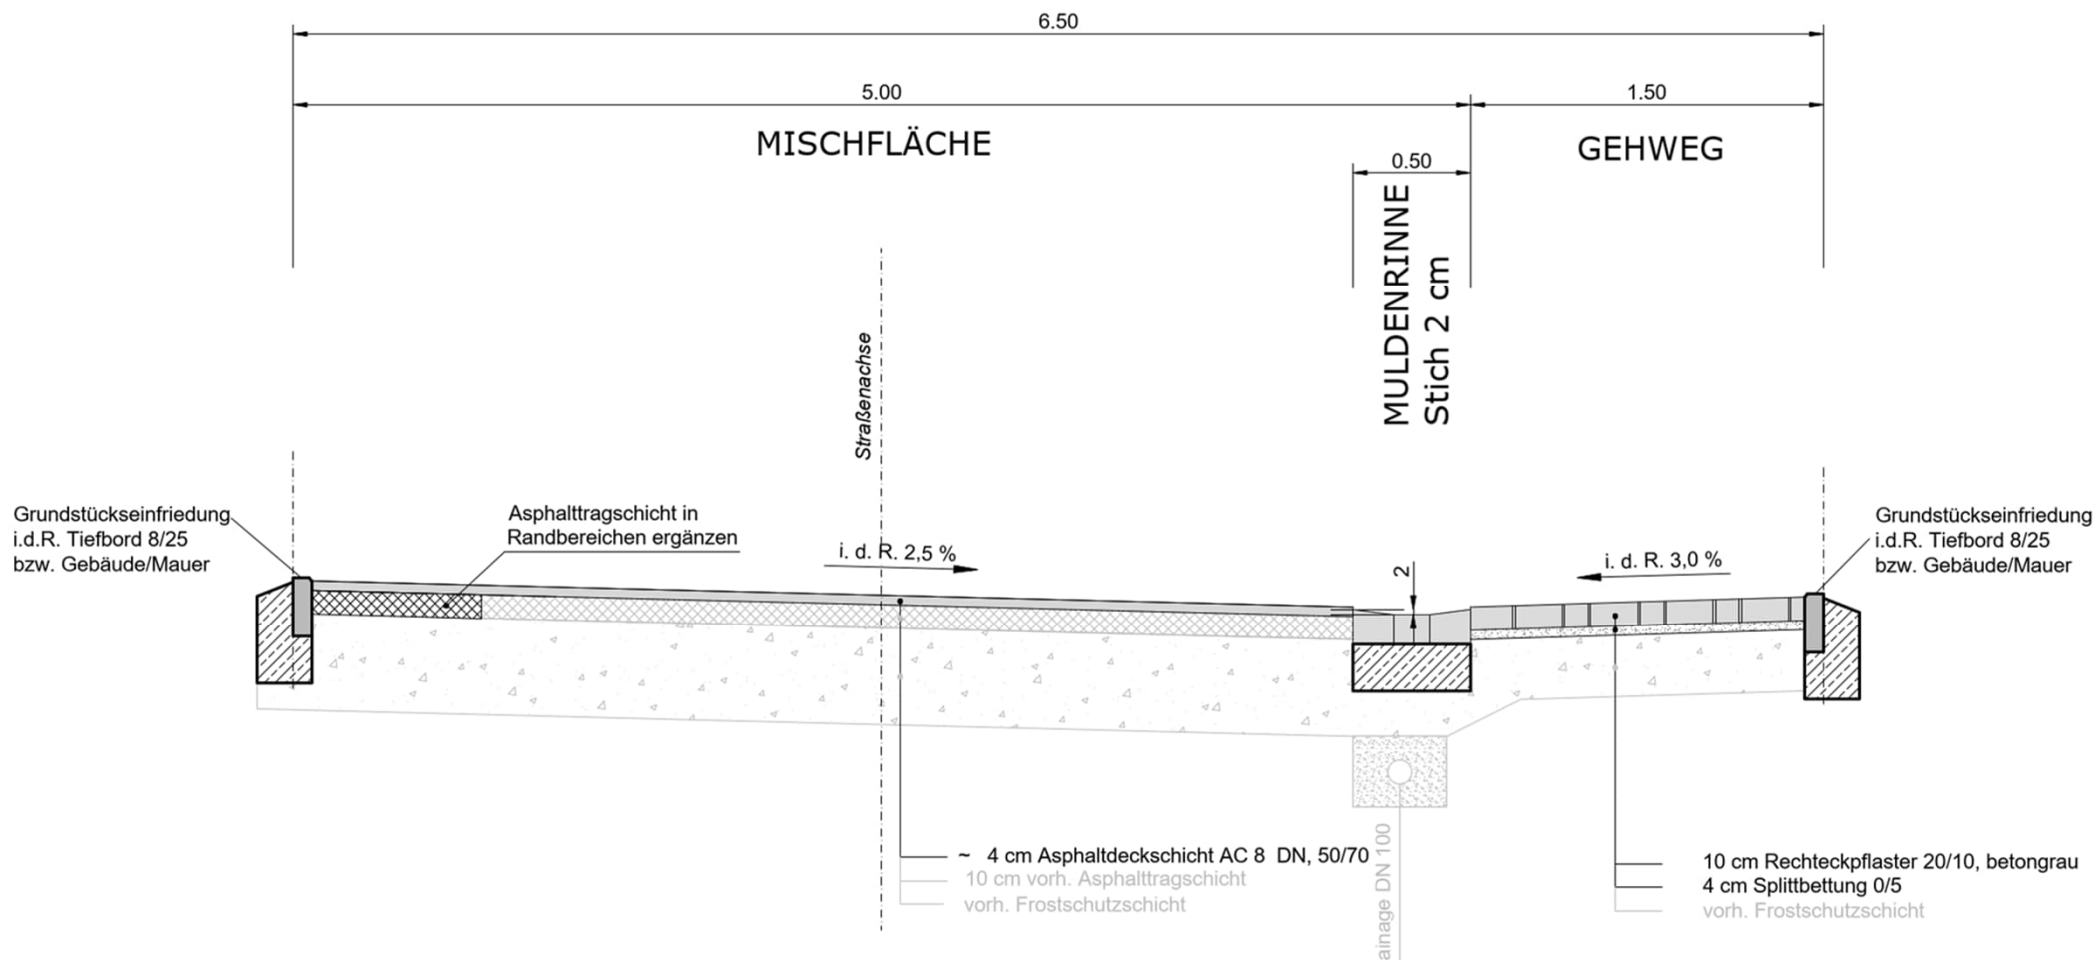 6.50
5.00
1.50
MISCHFLÄCHE
GEHWEG
0.50
MULDENRINNE
Stich 2 cm
Straßenachse
Grundstückseinfriedung
i.d.R. Tiefbord 8/25
bzw. Gebäude/Mauer
Asphalttragschicht in
Randbereichen ergänzen
i. d. R. 2,5 %
2
i. d. R. 3,0 %
Grundstückseinfriedung
i.d.R. Tiefbord 8/25
bzw. Gebäude/Mauer
~ 4 cm Asphaltdeckschicht AC 8 DN, 50/70
10 cm vorh. Asphalttragschicht
vorh. Frostschutzschicht
ainage DN 100
10 cm Rechteckpflaster 20/10, betongrau
4 cm Splittbettung 0/5
vorh. Frostschutzschicht